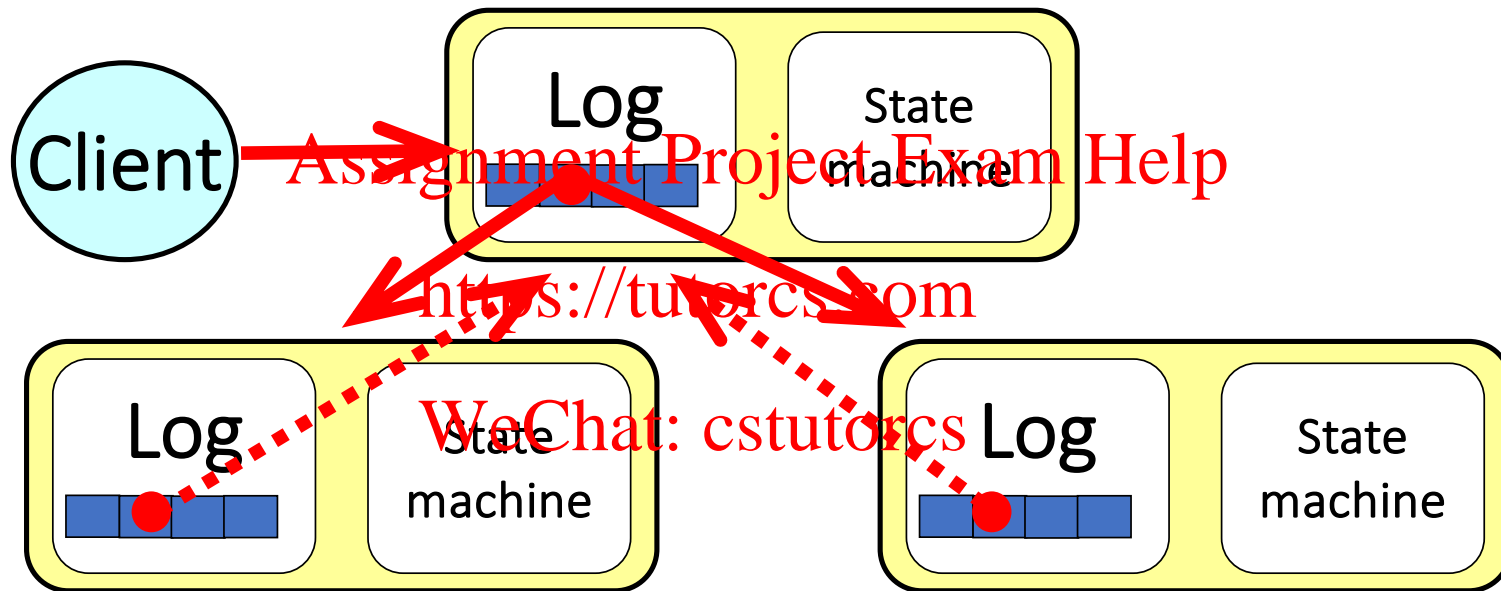 Log
State
machine
Client
Assignment Project Exam Help
https://tutorcs.com
Log
State
machine
WeChat: cstutorcs
Log
State
machine